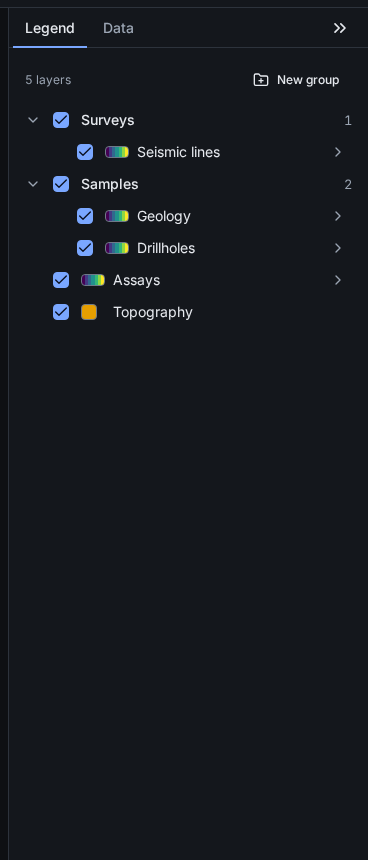 Legend Data
5 layers New group
Surveys 1
Seismic lines
Samples 2
Geology
Drillholes
Assays
Topography